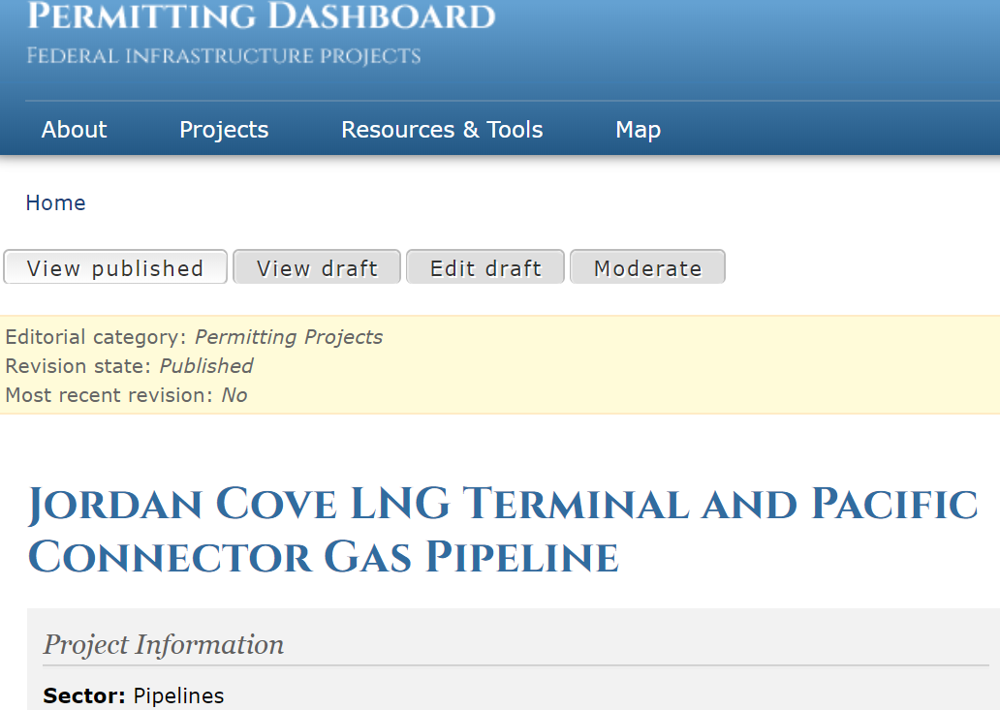 Permitting Dashboard
Federal infrastructure projects
About Projects Resources & Tools Map
Home
View published View draft Edit draft Moderate
Editorial category: Permitting Projects
Revision state: Published
Most recent revision: No
Jordan Cove LNG Terminal and Pacific
Connector Gas Pipeline
Project Information
Sector: Pipelines